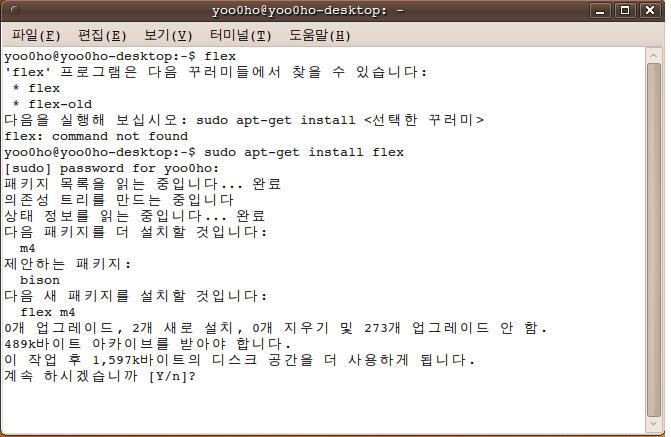 yoo0ho@yoo0ho-desktop: ~
파일(F) 편집(E) 보기(V) 터미널(T) 도움말(H)
yoo0ho@yoo0ho-desktop:~$ flex
'flex' 프로그램은 다음 꾸러미들에서 찾을 수 있습니다:
 * flex
 * flex-old
다음을 실행해 보십시오: sudo apt-get install <선택한 꾸러미>
flex: command not found
yoo0ho@yoo0ho-desktop:~$ sudo apt-get install flex
[sudo] password for yoo0ho:
패키지 목록을 읽는 중입니다... 완료
의존성 트리를 만드는 중입니다
상태 정보를 읽는 중입니다... 완료
다음 패키지를 더 설치할 것입니다:
  m4
제안하는 패키지:
  bison
다음 새 패키지를 설치할 것입니다:
  flex m4
0개 업그레이드, 2개 새로 설치, 0개 지우기 및 273개 업그레이드 안 함.
489k바이트 아카이브를 받아야 합니다.
이 작업 후 1,597k바이트의 디스크 공간을 더 사용하게 됩니다.
계속 하시겠습니까 [Y/n]?